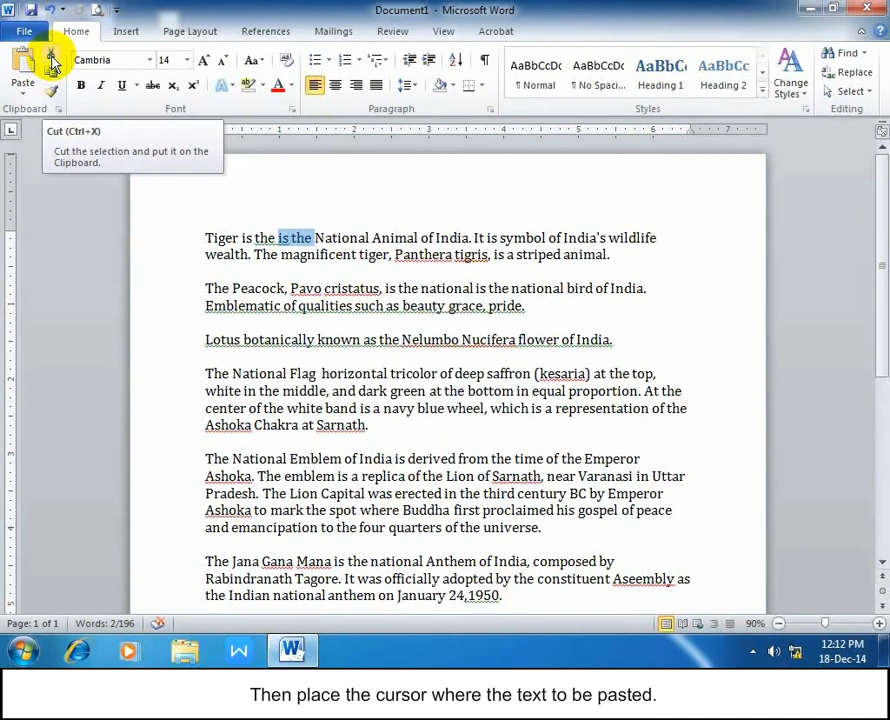 Document1 - Microsoft Word
File Home Insert Page Layout References Mailings Review View Acrobat
Cambria 14
Find
AaBbCcDc AaBbCcDc AaBbC AaBbCc
Replace
Paste
¶ Normal ¶ No Spaci... Heading 1 Heading 2 Change Styles
Select
Clipboard Font Paragraph Styles Editing
Cut (Ctrl+X)
Cut the selection and put it on the
Clipboard.
1 2 3 4 5 6 7
Tiger is the is the National Animal of India. It is symbol of India's wildlife
wealth. The magnificent tiger, Panthera tigris, is a striped animal.
The Peacock, Pavo cristatus, is the national is the national bird of India.
Emblematic of qualities such as beauty grace, pride.
Lotus botanically known as the Nelumbo Nucifera flower of India.
The National Flag horizontal tricolor of deep saffron (kesaria) at the top,
white in the middle, and dark green at the bottom in equal proportion. At the
center of the white band is a navy blue wheel, which is a representation of the
Ashoka Chakra at Sarnath.
The National Emblem of India is derived from the time of the Emperor
Ashoka. The emblem is a replica of the Lion of Sarnath, near Varanasi in Uttar
Pradesh. The Lion Capital was erected in the third century BC by Emperor
Ashoka to mark the spot where Buddha first proclaimed his gospel of peace
and emancipation to the four quarters of the universe.
The Jana Gana Mana is the national Anthem of India, composed by
Rabindranath Tagore. It was officially adopted by the constituent Aseembly as
the Indian national anthem on January 24,1950.
Page: 1 of 1 Words: 2/196 90%
12:12 PM
18-Dec-14
Then place the cursor where the text to be pasted.